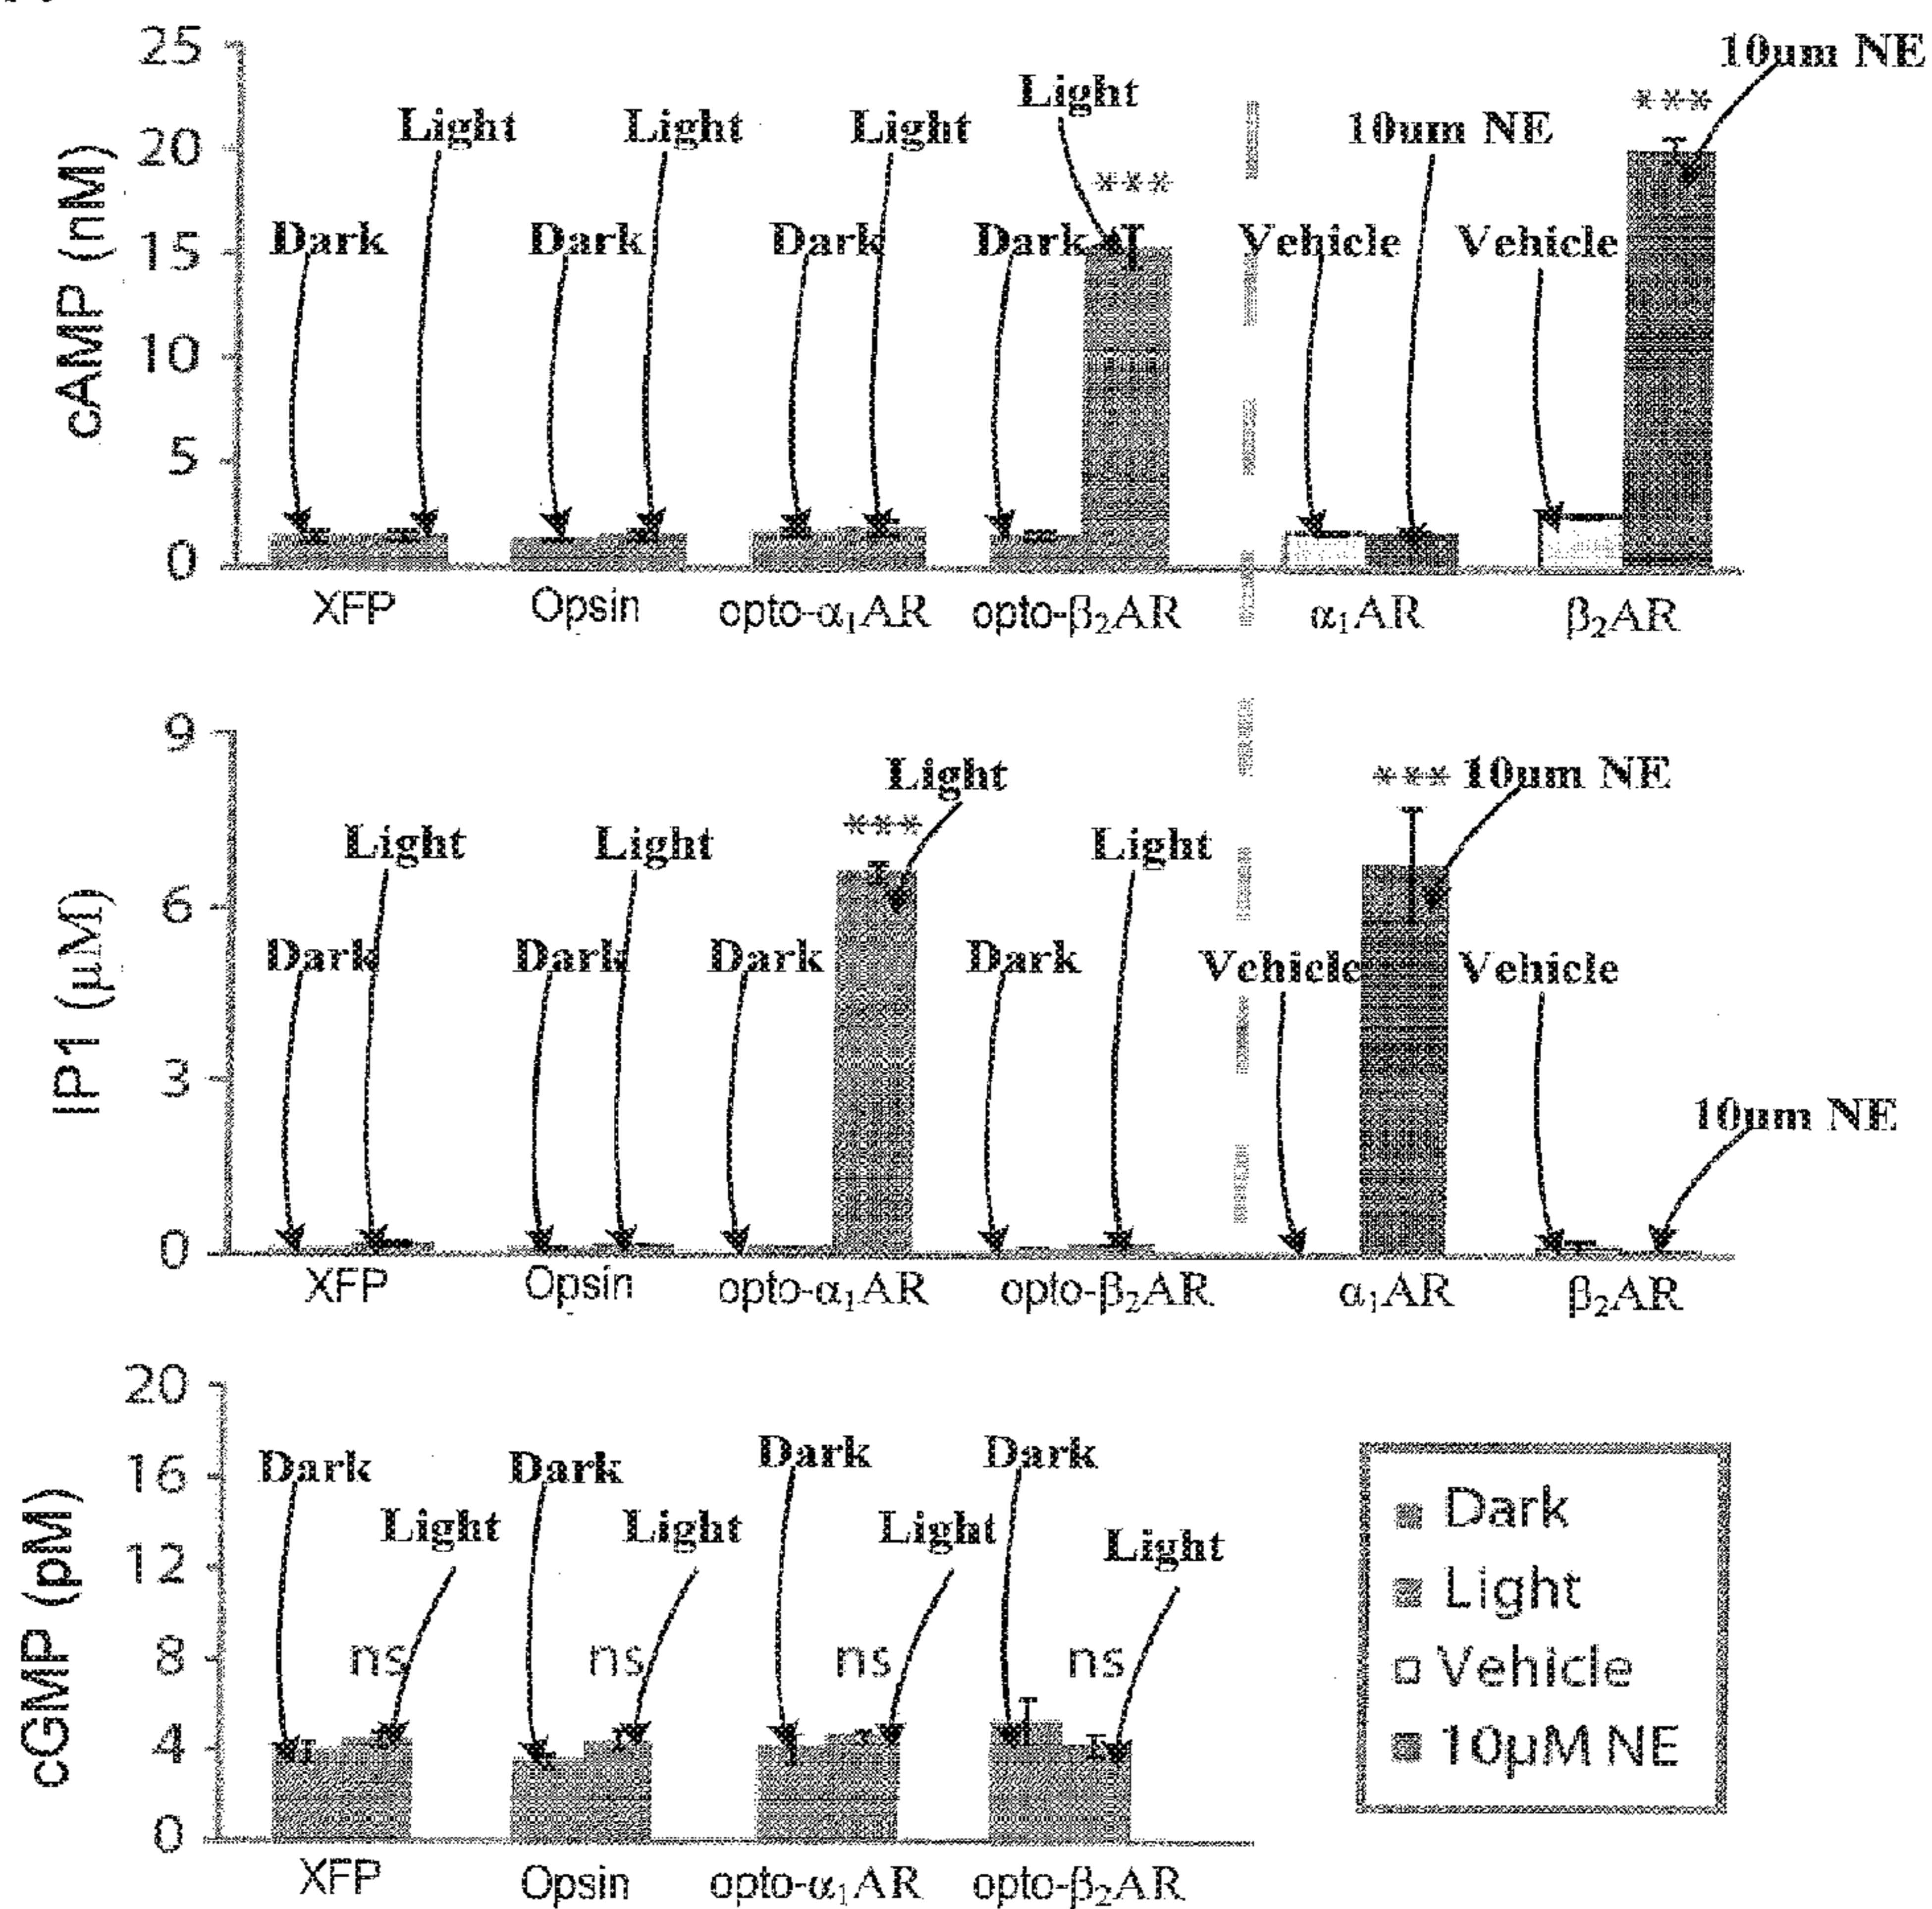 25
20
15
10
5
0
cAMP (nM)
Dark
Light
Dark
Light
Dark
Light
Dark
Light
***
Vehicle
10um NE
Vehicle
10um NE
***
XFP
Opsin
opto-α₁AR
opto-β₂AR
α₁AR
β₂AR
9
6
3
0
IP1 (μM)
Dark
Light
Dark
Light
Dark
Light
***
Dark
Light
Vehicle
*** 10um NE
Vehicle
10um NE
XFP
Opsin
opto-α₁AR
opto-β₂AR
α₁AR
β₂AR
20
16
12
8
4
0
cGMP (pM)
Dark
Light
ns
Dark
Light
ns
Dark
Light
ns
Dark
Light
ns
XFP
Opsin
opto-α₁AR
opto-β₂AR
Dark
Light
Vehicle
10μM NE